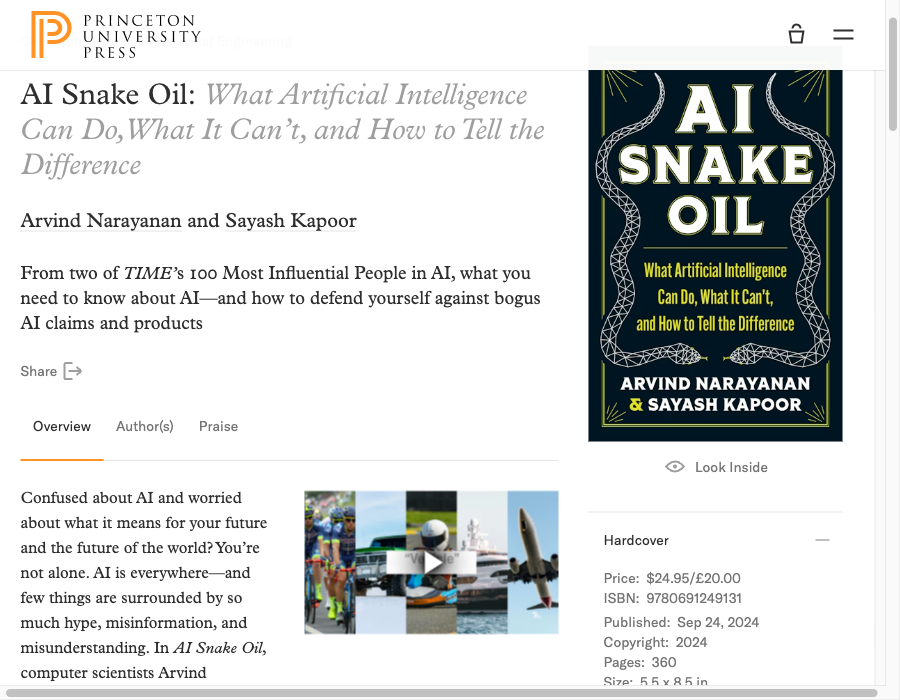 PRINCETON
UNIVERSITY
PRESS
AI Snake Oil: What Artificial Intelligence
Can Do, What It Can’t, and How to Tell the
Difference
Arvind Narayanan and Sayash Kapoor
From two of TIME’s 100 Most Influential People in AI, what you
need to know about AI—and how to defend yourself against bogus
AI claims and products
Share
Overview
Author(s)
Praise
Confused about AI and worried
about what it means for your future
and the future of the world? You’re
not alone. AI is everywhere—and
few things are surrounded by so
much hype, misinformation, and
misunderstanding. In AI Snake Oil,
computer scientists Arvind
AI
SNAKE
OIL
What Artificial Intelligence
Can Do, What It Can’t,
and How to Tell the Difference
ARVIND NARAYANAN
& SAYASH KAPOOR
Look Inside
Hardcover
Price: $24.95/£20.00
ISBN: 9780691249131
Published: Sep 24, 2024
Copyright: 2024
Pages: 360
Size: 5.5 x 8.5 in.